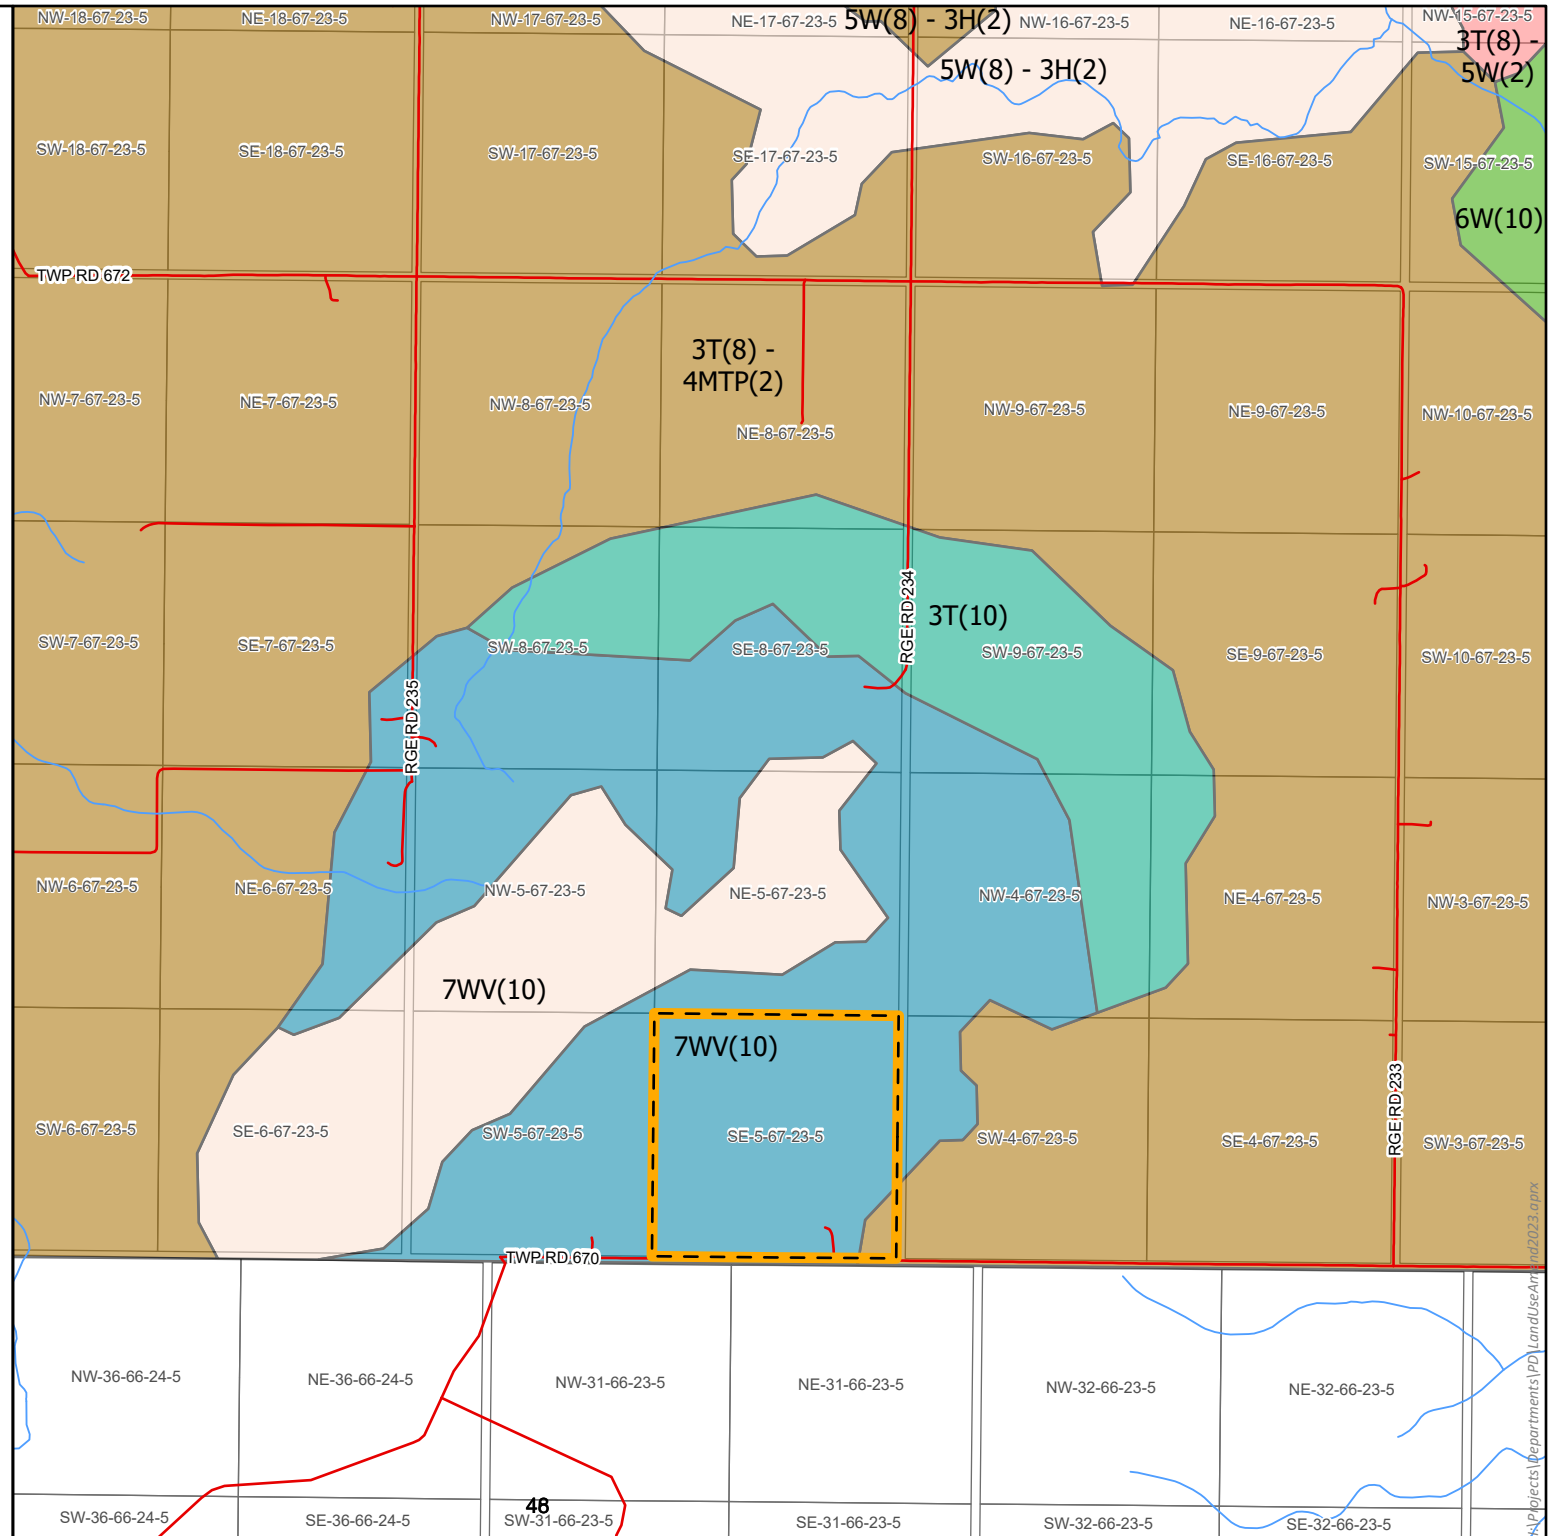 NW-18-67-23-5
NE-18-67-23-5
NW-17-67-23-5
NE-17-67-23-5
5W(8) - 3H(2)
NW-16-67-23-5
NE-16-67-23-5
NW-15-67-23-5
3T(8) -
5W(2)
5W(8) - 3H(2)
SW-18-67-23-5
SE-18-67-23-5
SW-17-67-23-5
SE-17-67-23-5
SW-16-67-23-5
SE-16-67-23-5
SW-15-67-23-5
6W(10)
TWP RD 672
3T(8) -
4MTP(2)
NW-7-67-23-5
NE-7-67-23-5
NW-8-67-23-5
NE-8-67-23-5
NW-9-67-23-5
NE-9-67-23-5
NW-10-67-23-5
RGE RD 234
3T(10)
SW-7-67-23-5
SE-7-67-23-5
SW-8-67-23-5
SE-8-67-23-5
SW-9-67-23-5
SE-9-67-23-5
SW-10-67-23-5
RGE RD 235
NW-6-67-23-5
NE-6-67-23-5
NW-5-67-23-5
NE-5-67-23-5
NW-4-67-23-5
NE-4-67-23-5
NW-3-67-23-5
7WV(10)
7WV(10)
RGE RD 233
SW-6-67-23-5
SE-6-67-23-5
SW-5-67-23-5
SE-5-67-23-5
SW-4-67-23-5
SE-4-67-23-5
SW-3-67-23-5
TWP RD 670
NW-36-66-24-5
NE-36-66-24-5
NW-31-66-23-5
NE-31-66-23-5
NW-32-66-23-5
NE-32-66-23-5
48
SW-36-66-24-5
SE-36-66-24-5
SW-31-66-23-5
SE-31-66-23-5
SW-32-66-23-5
SE-32-66-23-5
:\Projects\Departments\PD\LandUseAmend2023.aprx